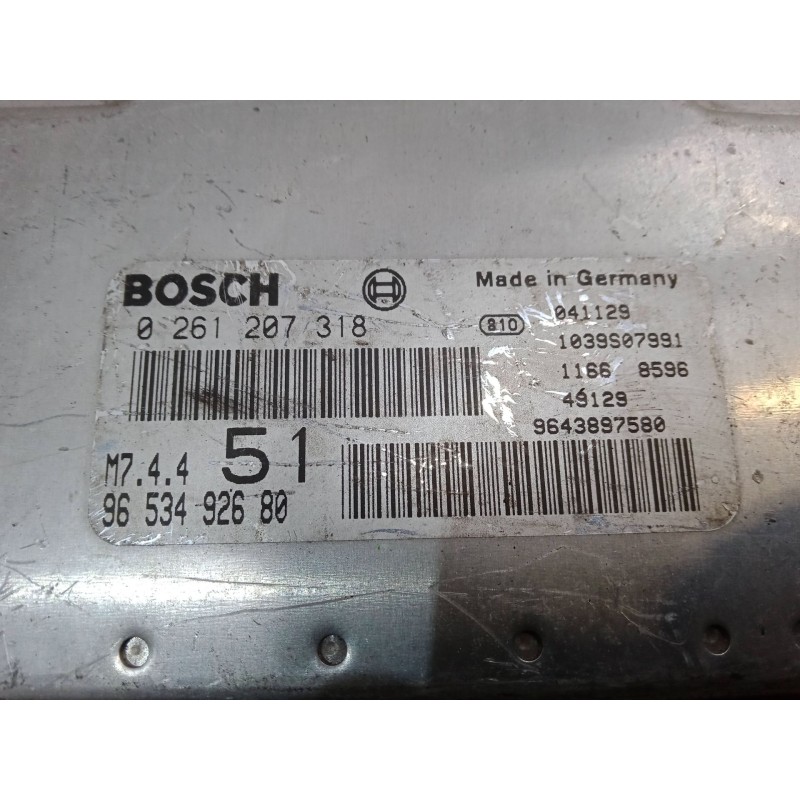 BOSCH
Made in Germany
0 261 207 318
810
041129
1039S07991
1166 8596
49129
9643897580
M7.4.4
51
96 534 926 80